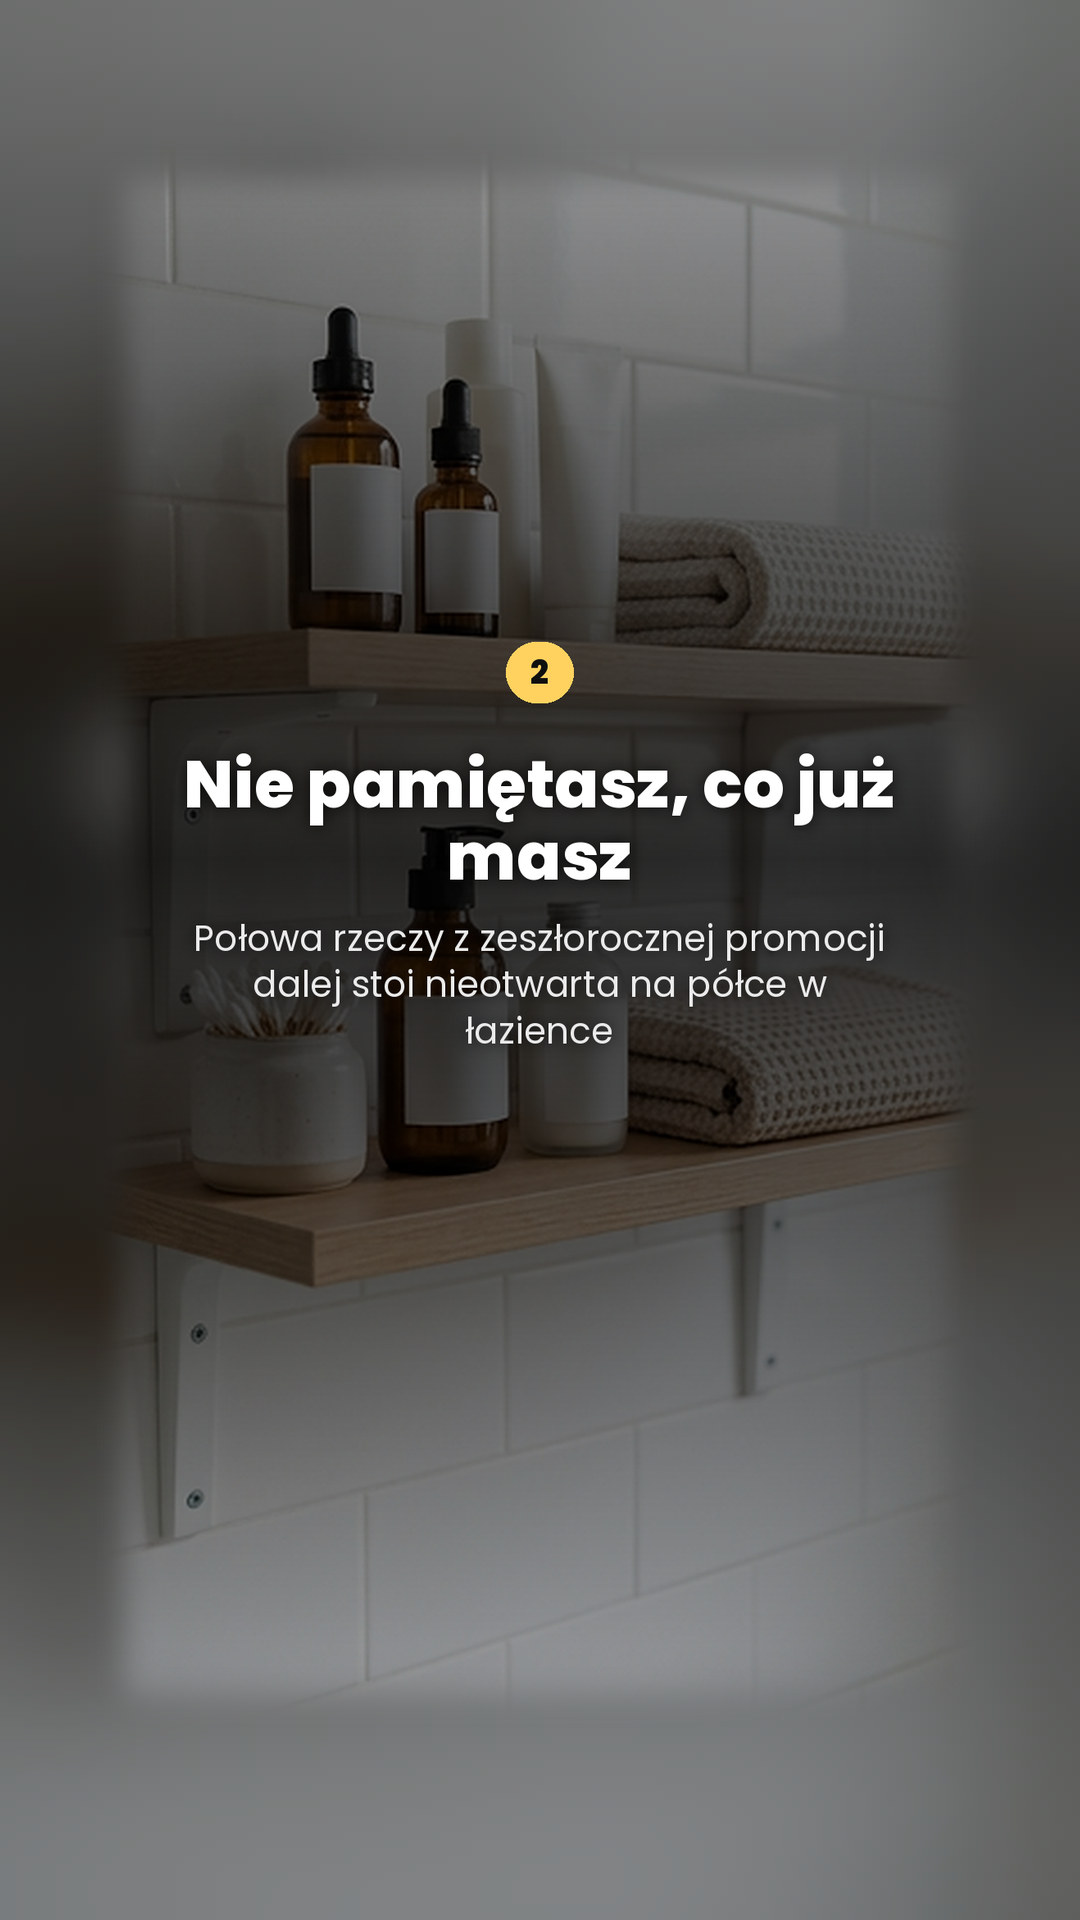 2
Nie pamiętasz, co już
masz
Połowa rzeczy z zeszłorocznej promocji
dalej stoi nieotwarta na półce w
łazience